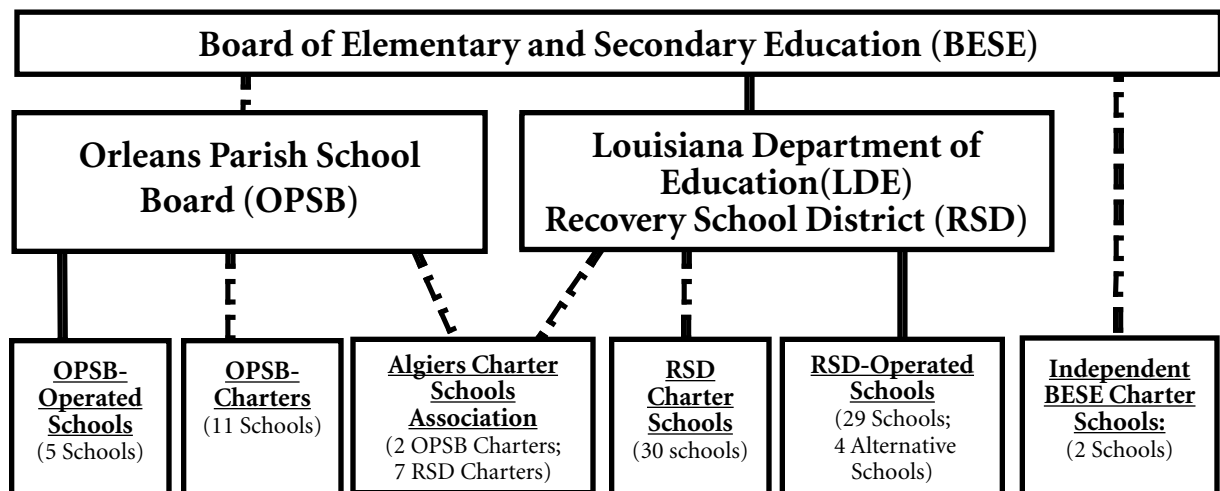 Board of Elementary and Secondary Education (BESE)
Orleans Parish School
Board (OPSB)
Louisiana Department of
Education(LDE)
Recovery School District (RSD)
OPSB-
Operated
Schools
(5 Schools)
OPSB-
Charters
(11 Schools)
Algiers Charter
Schools
Association
(2 OPSB Charters;
7 RSD Charters)
RSD
Charter
Schools
(30 schools)
RSD-Operated
Schools
(29 Schools;
4 Alternative
Schools)
Independent
BESE Charter
Schools:
(2 Schools)